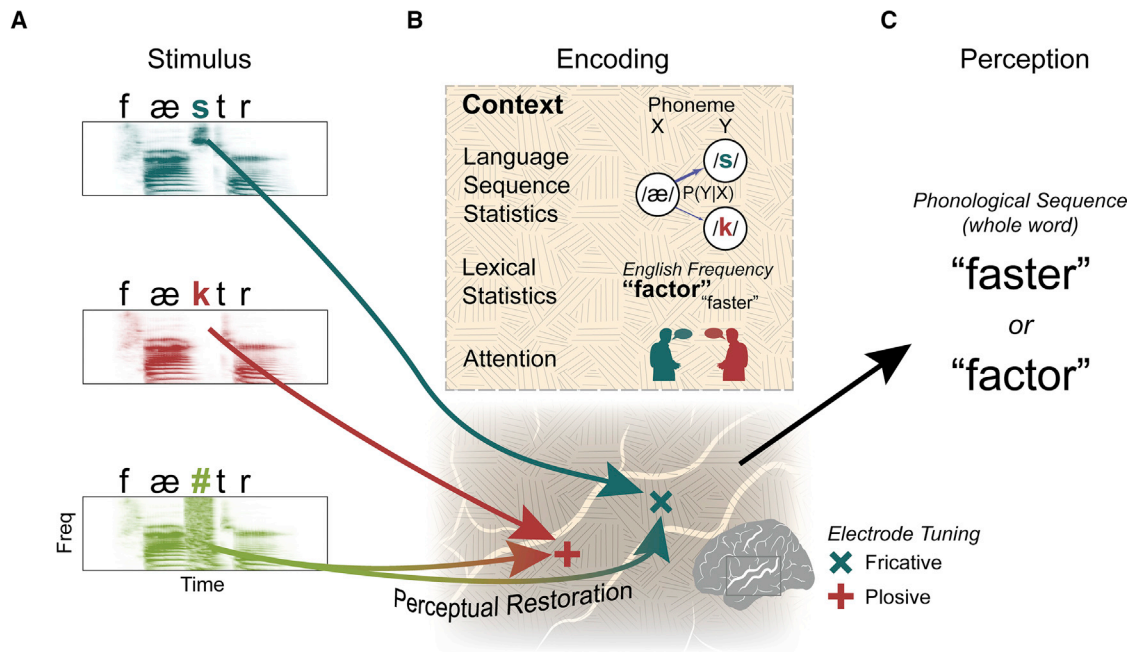 A
B
C
Stimulus
Encoding
Perception
f æ s t r
f æ k t r
f æ # t r
Freq
Time
Context
Phoneme
X Y
Language
Sequence
Statistics
/æ/
P(Y|X)
/s/
/k/
Lexical
Statistics
English Frequency
“factor”
“faster”
Attention
Perceptual Restoration
Phonological Sequence
(whole word)
“faster”
or
“factor”
Electrode Tuning
Fricative
Plosive